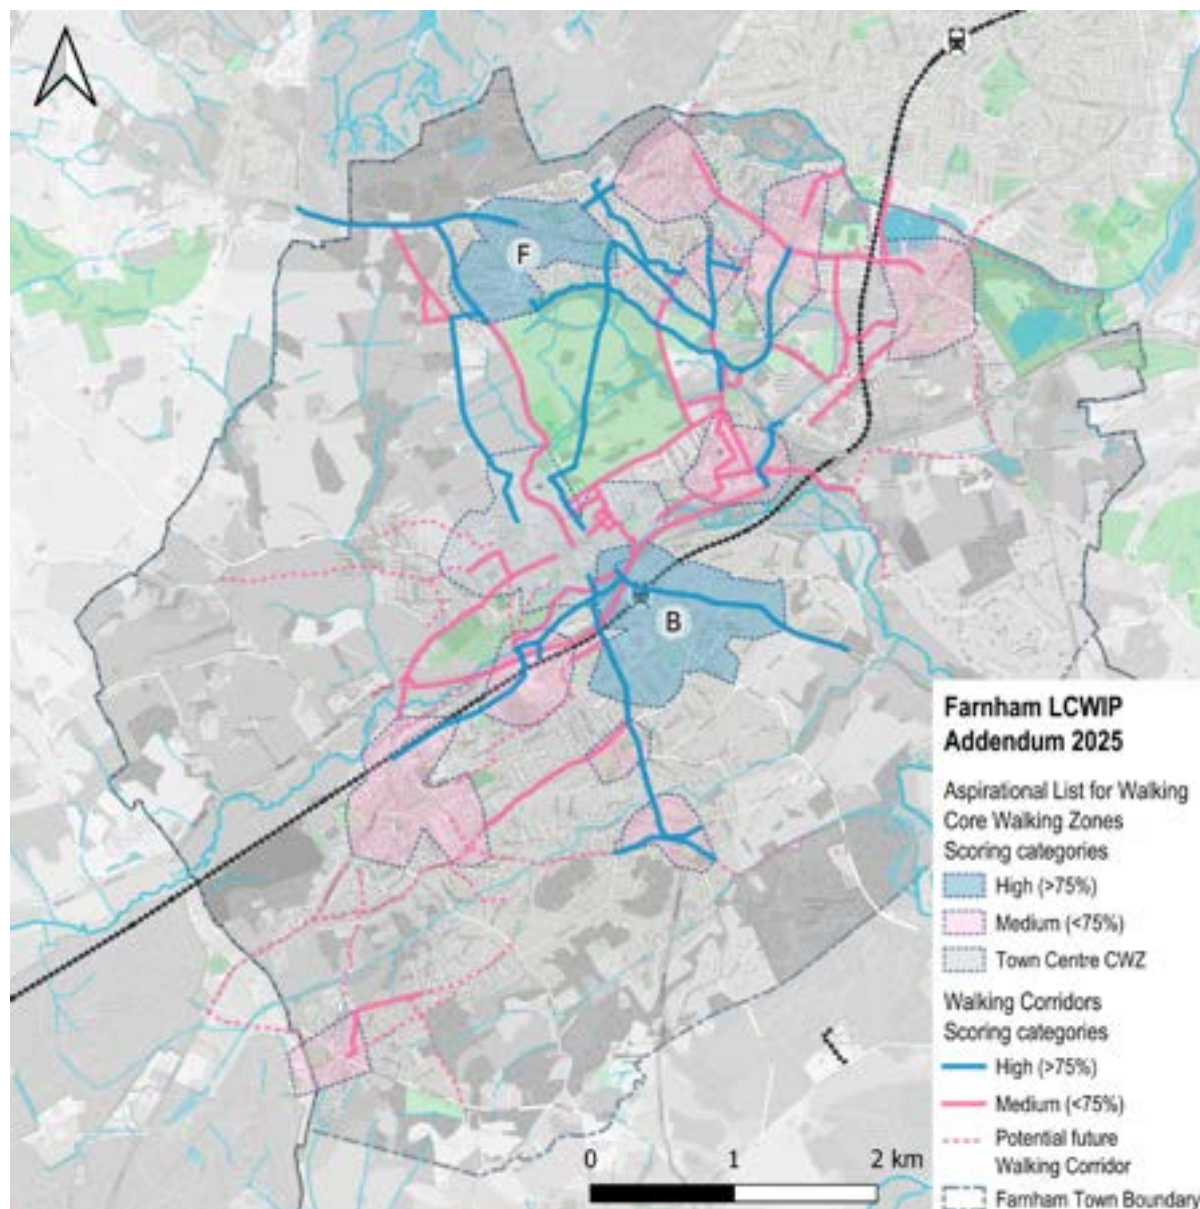 F
B
Farnham LCWIP
Addendum 2025
Aspirational List for Walking
Core Walking Zones
Scoring categories
High (>75%)
Medium (<75%)
Town Centre CWZ
Walking Corridors
Scoring categories
High (>75%)
Medium (<75%)
Potential future
Walking Corridor
Farnham Town Boundary
0 1 2 km